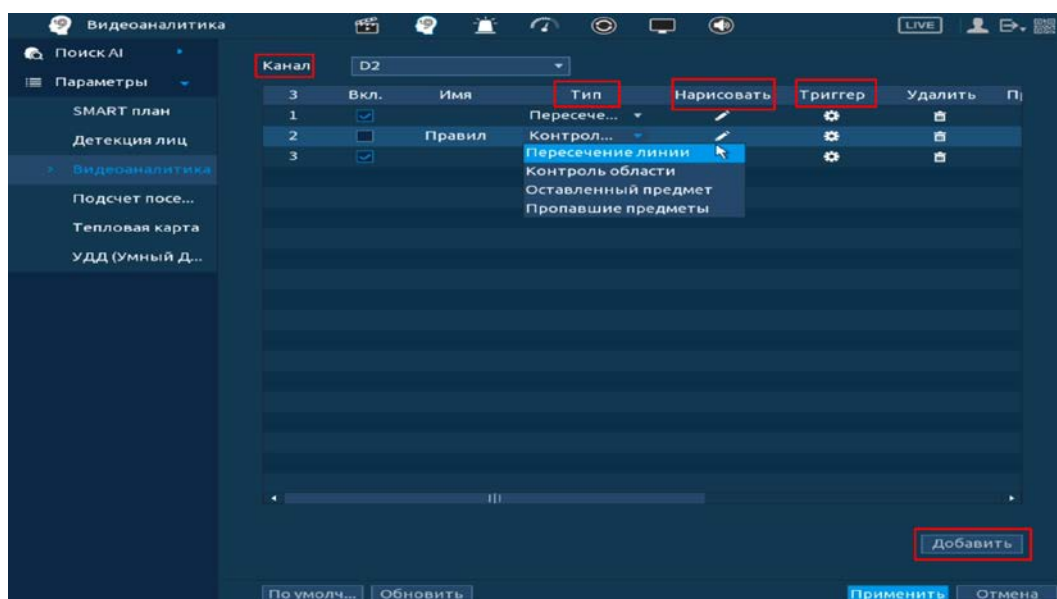 Видеоаналитика
LIVE
Поиск AI
Параметры
SMART план
Детекция лиц
Видеоаналитика
Подсчет посе...
Тепловая карта
УДД (Умный Д...
Канал D2
3 Вкл. Имя Тип Нарисовать Триггер Удалить
1 Пересече...
2 Правил Контрол...
3
Пересечение линии
Контроль области
Оставленный предмет
Пропавшие предметы
Добавить
По умолч... Обновить Применить Отмена